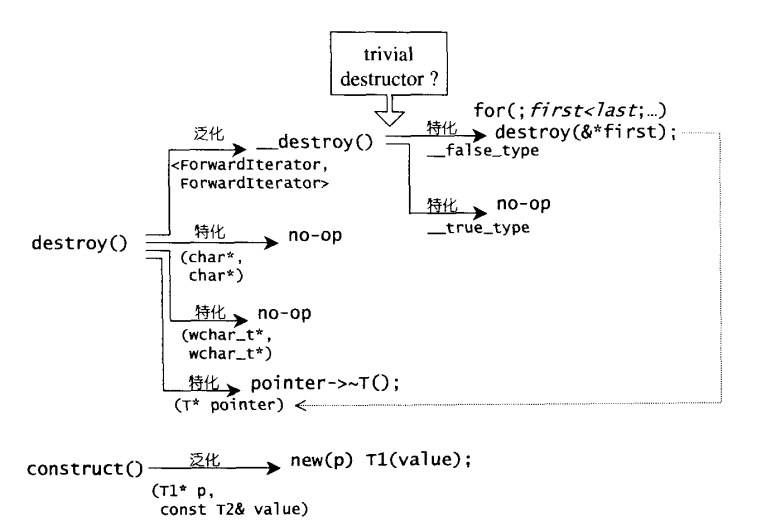 trivial
destructor ?
for(;first<last;…)
泛化
__destroy()
特化
destroy(&*first);
<ForwardIterator,
ForwardIterator>
__false_type
特化
no-op
__true_type
destroy()
特化
no-op
(char*,
char*)
特化
no-op
(wchar_t*,
wchar_t*)
特化
pointer->~T();
(T* pointer)
construct()
泛化
new(p) T1(value);
(T1* p,
const T2& value)